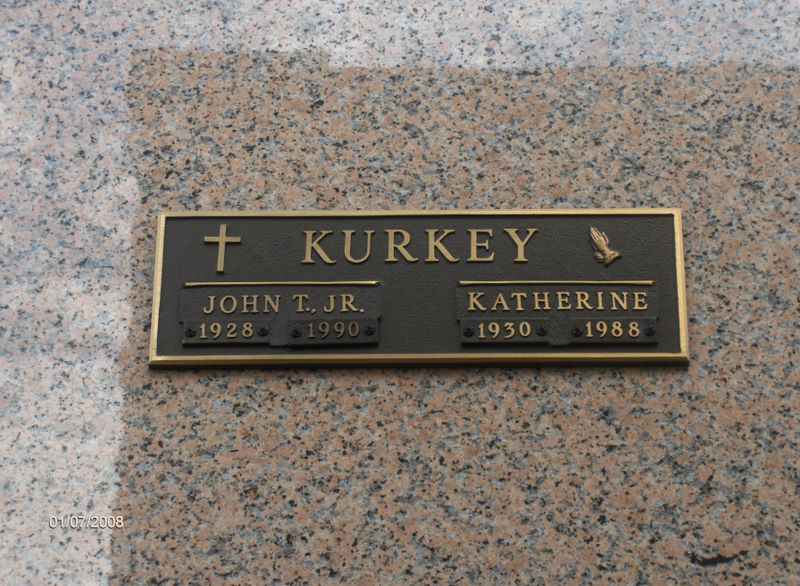 KURKEY
JOHN T., JR.
1928 1990
KATHERINE
1930 1988
01/07/2008